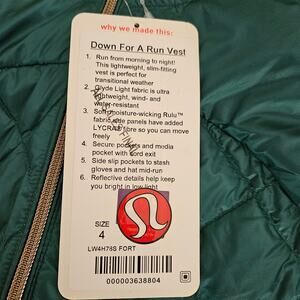 why we made this:
Down For A Run Vest
1. Run from morning to night!
This lightweight, slim-fitting
vest is perfect for
transitional weather
2. Glyde Light fabric is ultra
lightweight, wind- and
water-resistant
3. Soft, moisture-wicking Rulu™
fabric side panels have added
LYCRA® fibre so you can move
freely
4. Secure pockets and media
pocket with cord exit
5. Side slip pockets to stash
gloves and hat mid-run
6. Reflective details help keep
you bright in low light
SIZE
4
LW4H78S FORT
000003638804